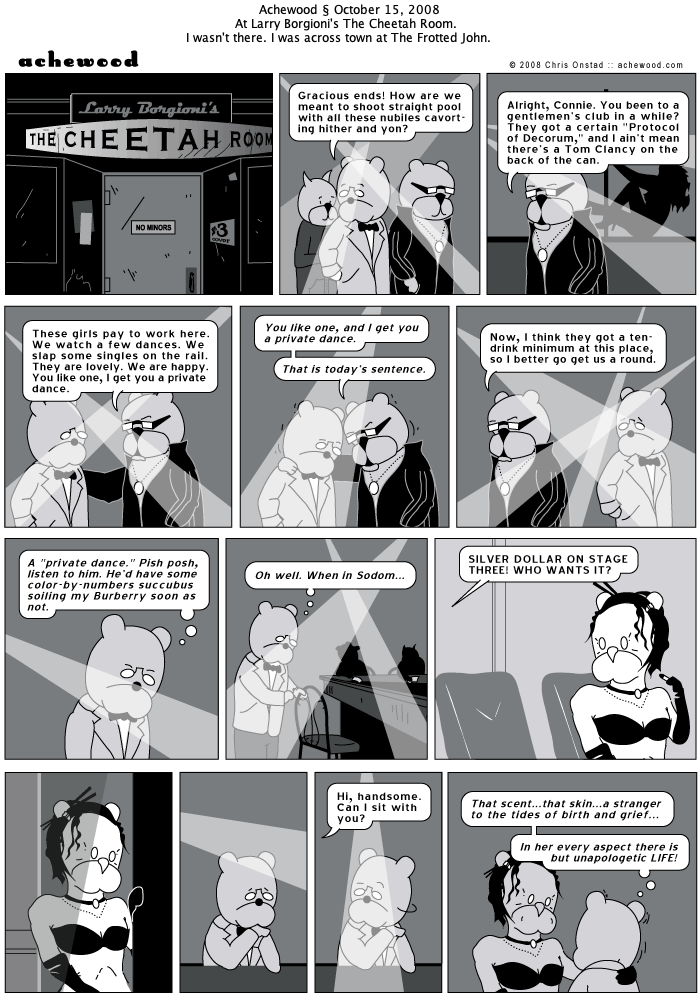 Achewood § October 15, 2008
At Larry Borgioni's The Cheetah Room.
I wasn't there. I was across town at The Frotted John.
achewood
© 2008 Chris Onstad :: achewood.com
Larry Borgioni's
THE CHEETAH ROOM
NO MINORS
$3
COVER
Gracious ends! How are we
meant to shoot straight pool
with all these nubiles cavort-
ing hither and yon?
Alright, Connie. You been to a
gentlemen's club in a while?
They got a certain "Protocol
of Decorum," and I ain't mean
there's a Tom Clancy on the
back of the can.
These girls pay to work here.
We watch a few dances. We
slap some singles on the rail.
They are lovely. We are happy.
You like one, I get you a private
dance.
You like one, and I get you
a private dance.
That is today's sentence.
Now, I think they got a ten-
drink minimum at this place,
so I better go get us a round.
A "private dance." Pish posh,
listen to him. He'd have some
color-by-numbers succubus
soiling my Burberry soon as
not.
Oh well. When in Sodom...
SILVER DOLLAR ON STAGE
THREE! WHO WANTS IT?
Hi, handsome.
Can I sit with
you?
That scent...that skin...a stranger
to the tides of birth and grief...
In her every aspect there is
but unapologetic LIFE!